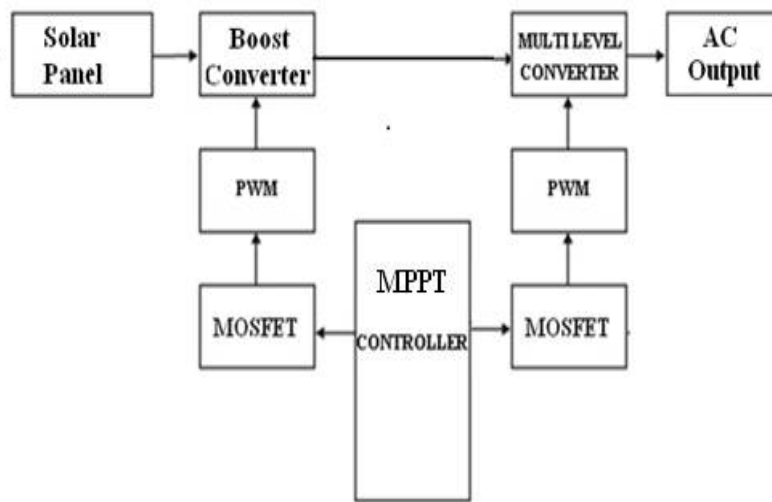 Solar
Panel
Boost
Converter
MULTI LEVEL
CONVERTER
AC
Output
PWM
PWM
MPPT
CONTROLLER
MOSFET
MOSFET